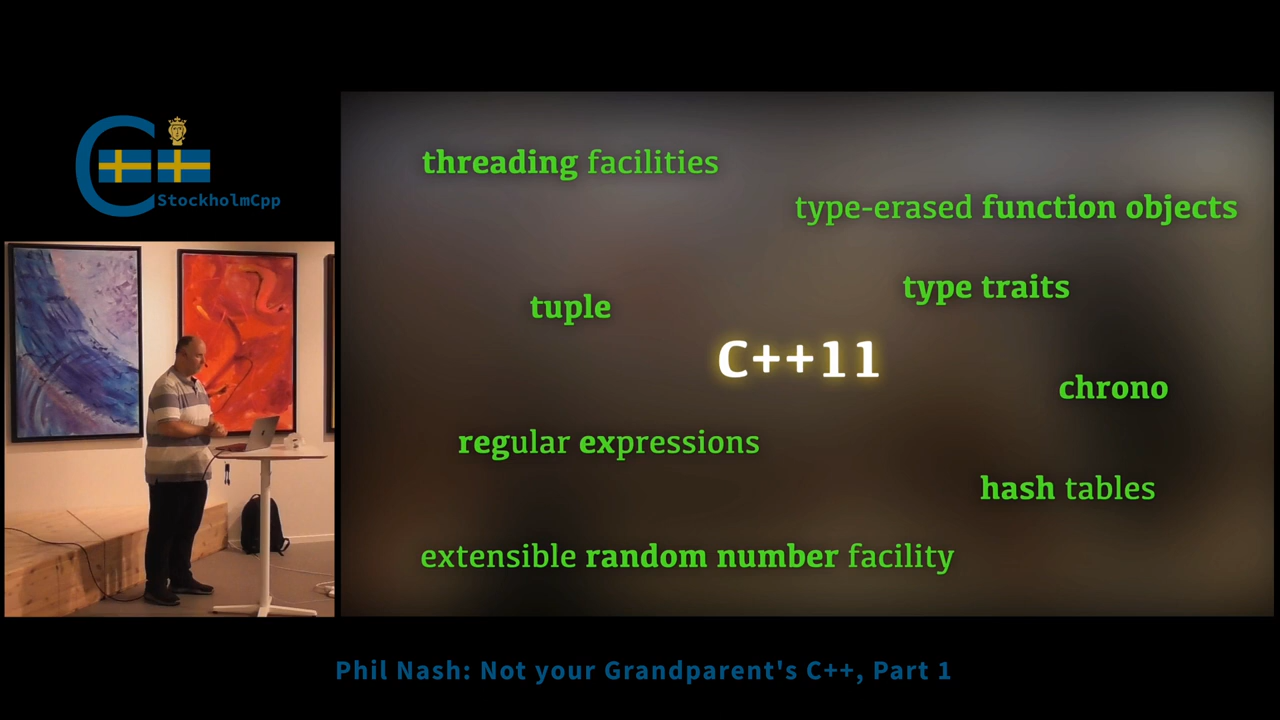 StockholmCpp
threading facilities
type-erased function objects
type traits
tuple
C++11
chrono
regular expressions
hash tables
extensible random number facility
Phil Nash: Not your Grandparent's C++, Part 1